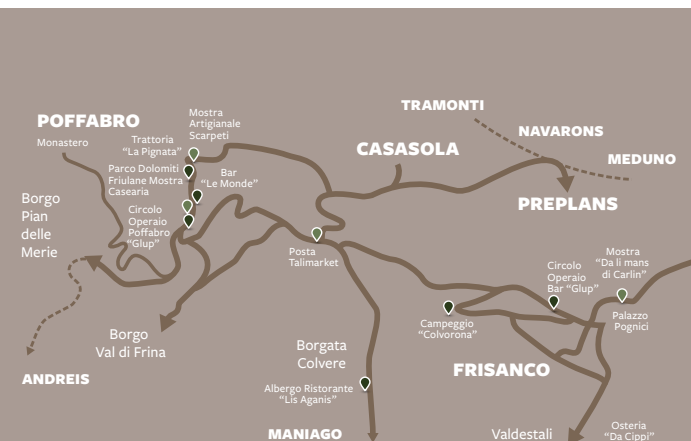 TRAMONTI
Mostra
Artigianale
Scarpeti
POFFABRO
NAVARONS
Monastero
Trattoria
“La Pignata”
CASASOLA
MEDUNO
Parco Dolomiti
Friulane Mostra
Casearia
Bar
“Le Monde”
Borgo
Pian
delle
Merie
Circolo
Operaio
Poffabro
“Glup”
PREPLANS
Posta
Talimarket
Circolo
Operaio
Bar “Glup”
Mostra
“Da li mans
di Carlin”
Campeggio
“Colvorona”
Palazzo
Pognici
Borgo
Val di Frina
Borgata
Colvere
FRISANCO
ANDREIS
Albergo Ristorante
“Lis Aganis”
MANIAGO
Valdestali
Osteria
“Da Cippi”